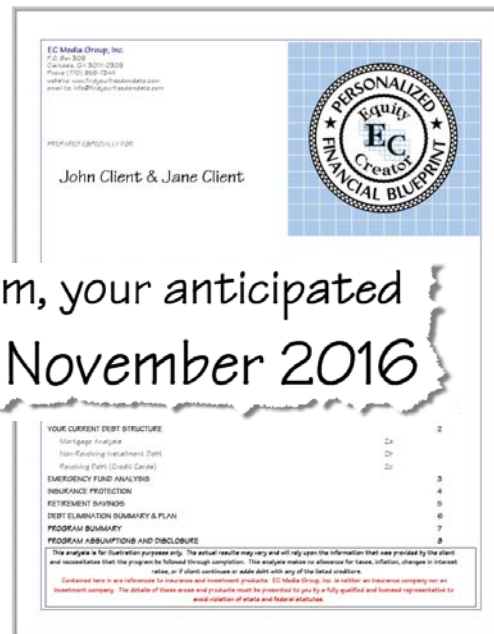 EC Media Group, Inc.
P.O. Box 309
Clarkdale, GA 30111-0309
PREPARED ESPECIALLY FOR:
John Client & Jane Client
PERSONALIZED
FINANCIAL BLUEPRINT
Equity
EC
Creator
m, your anticipated
November 2016
YOUR CURRENT DEBT STRUCTURE 2
Mortgage Analysis 2a
Non-Revolving Installment Debt 2b
Revolving Debt (Credit Cards) 2c
EMERGENCY FUND ANALYSIS 3
INSURANCE PROTECTION 4
RETIREMENT SAVINGS 5
DEBT ELIMINATION SUMMARY & PLAN 6
PROGRAM SUMMARY 7
PROGRAM ASSUMPTIONS AND DISCLOSURE 8
This analysis is for illustration purposes only. The actual results may vary and will rely upon the information that was provided by the client
and necessitates that the program be followed through completion. This analysis makes no allowance for taxes, inflation, changes in interest
rates, or if client continues or adds debt with any of the listed creditors.
Contained here in are references to insurance and investment products. EC Media Group, Inc. is neither an insurance company nor an
investment company. The details of these areas and products must be presented to you by a fully qualified and licensed representative to
avoid violation of state and federal statutes.